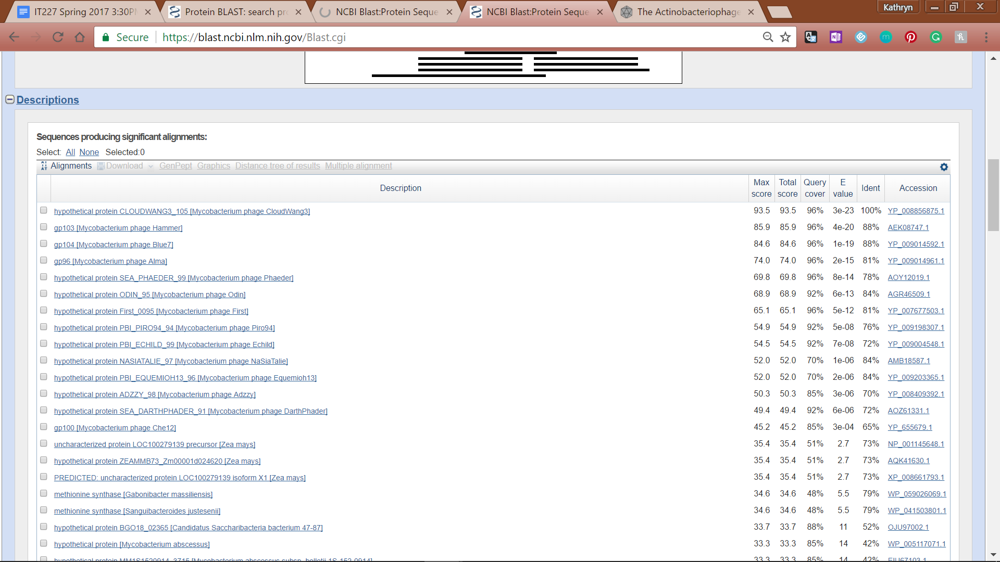 IT227 Spring 2017 3:30P
Protein BLAST: search pr
NCBI Blast:Protein Seque
NCBI Blast:Protein Seque
The Actinobacteriophage
Kathryn
Secure https://blast.ncbi.nlm.nih.gov/Blast.cgi
Descriptions
Sequences producing significant alignments:
Select: All None Selected:0
Alignments Download GenPept Graphics Distance tree of results Multiple alignment
Description Max score Total score Query cover E value Ident Accession
hypothetical protein CLOUDWANG3_105 [Mycobacterium phage CloudWang3] 93.5 93.5 96% 3e-23 100% YP_008856875.1
gp103 [Mycobacterium phage Hammer] 85.9 85.9 96% 4e-20 88% AEK08747.1
gp104 [Mycobacterium phage Blue7] 84.6 84.6 96% 1e-19 88% YP_009014592.1
gp96 [Mycobacterium phage Alma] 74.0 74.0 96% 2e-15 81% YP_009014961.1
hypothetical protein SEA_PHAEDER_99 [Mycobacterium phage Phaeder] 69.8 69.8 96% 8e-14 78% AOY12019.1
hypothetical protein ODIN_95 [Mycobacterium phage Odin] 68.9 68.9 92% 6e-13 84% AGR46509.1
hypothetical protein First_0095 [Mycobacterium phage First] 65.1 65.1 96% 5e-12 81% YP_007677503.1
hypothetical protein PBI_PIRO94_94 [Mycobacterium phage Piro94] 54.9 54.9 92% 5e-08 76% YP_009198307.1
hypothetical protein PBI_ECHILD_99 [Mycobacterium phage Echild] 54.5 54.5 92% 7e-08 72% YP_009004548.1
hypothetical protein NASIATALIE_97 [Mycobacterium phage NaSiaTalie] 52.0 52.0 70% 1e-06 84% AMB18587.1
hypothetical protein PBI_EQUEMIOH13_96 [Mycobacterium phage Equemioh13] 52.0 52.0 70% 2e-06 84% YP_009203365.1
hypothetical protein ADZZY_98 [Mycobacterium phage Adzzy] 50.3 50.3 85% 3e-06 70% YP_008409392.1
hypothetical protein SEA_DARTHPHADER_91 [Mycobacterium phage DarthPhader] 49.4 49.4 92% 6e-06 72% AOZ61331.1
gp100 [Mycobacterium phage Che12] 45.2 45.2 85% 3e-04 65% YP_655679.1
uncharacterized protein LOC100279139 precursor [Zea mays] 35.4 35.4 51% 2.7 73% NP_001145648.1
hypothetical protein ZEAMMB73_Zm00001d024620 [Zea mays] 35.4 35.4 51% 2.7 73% AQK41630.1
PREDICTED: uncharacterized protein LOC100279139 isoform X1 [Zea mays] 35.4 35.4 51% 2.7 73% XP_008661793.1
methionine synthase [Gabonibacter massiliensis] 34.6 34.6 48% 5.5 79% WP_059026069.1
methionine synthase [Sanguibacteroides justesenii] 34.6 34.6 48% 5.5 79% WP_041503801.1
hypothetical protein BGO18_02365 [Candidatus Saccharibacteria bacterium 47-87] 33.7 33.7 88% 11 52% OJU97002.1
hypothetical protein [Mycobacterium abscessus] 33.3 33.3 85% 14 42% WP_005117071.1
hypothetical protein MM1S1520914_3715 [Mycobacterium abscessus subsp. bolletii 1S-152-0914] 33.3 33.3 85% 14 42% EIU67103.1